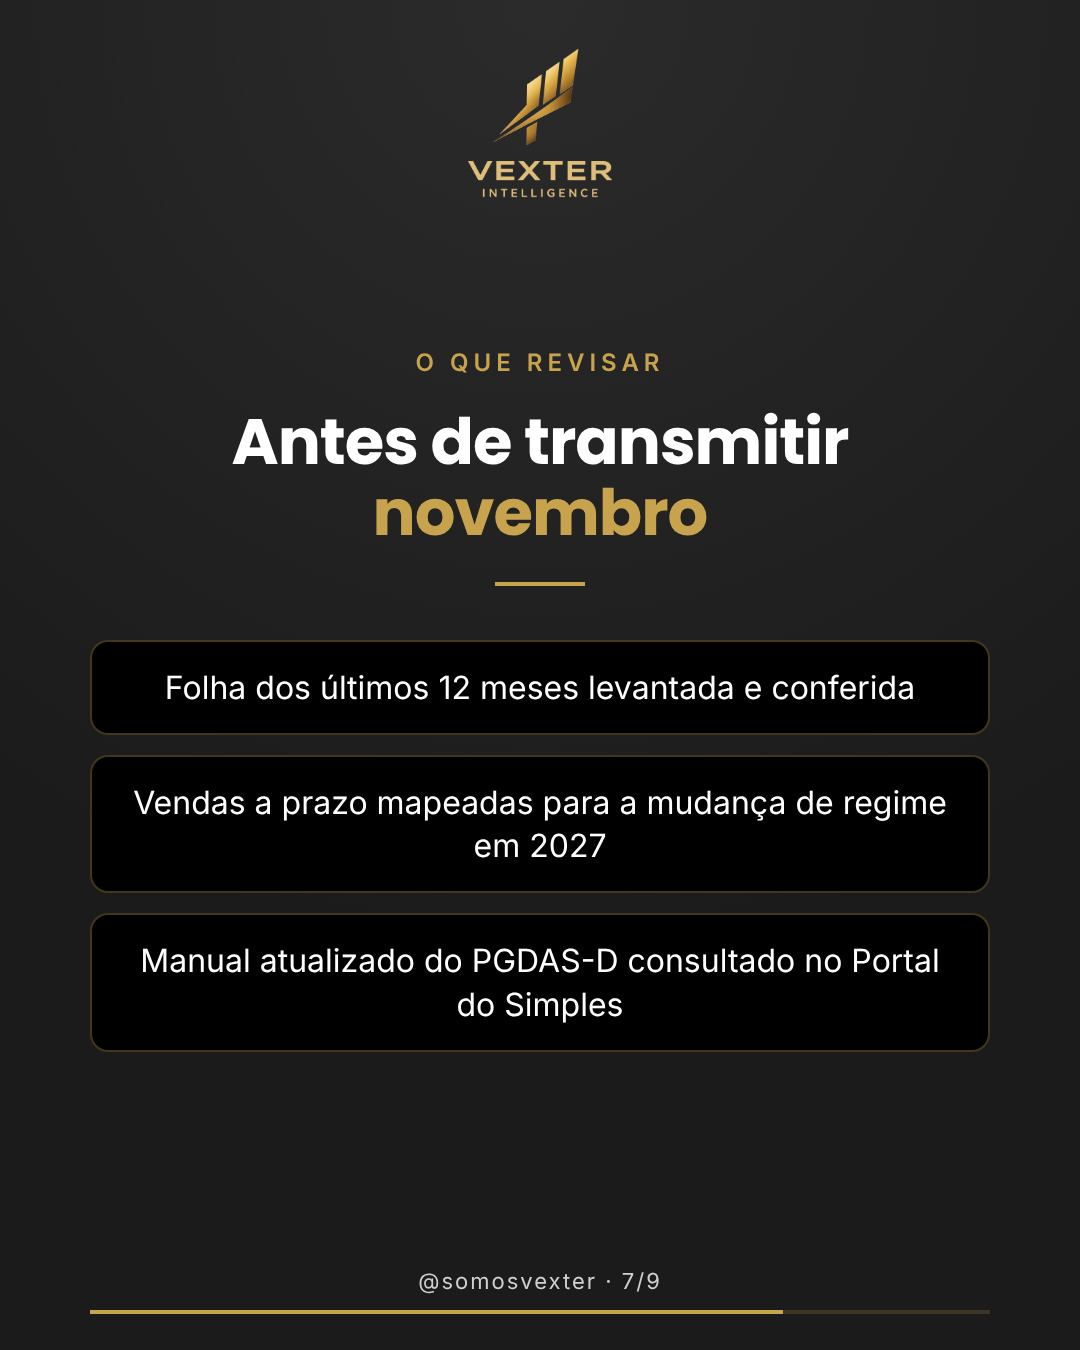 VEXTER
INTELLIGENCE
O QUE REVISAR
Antes de transmitir
novembro
Folha dos últimos 12 meses levantada e conferida
Vendas a prazo mapeadas para a mudança de regime
em 2027
Manual atualizado do PGDAS-D consultado no Portal
do Simples
@somosvexter · 7/9